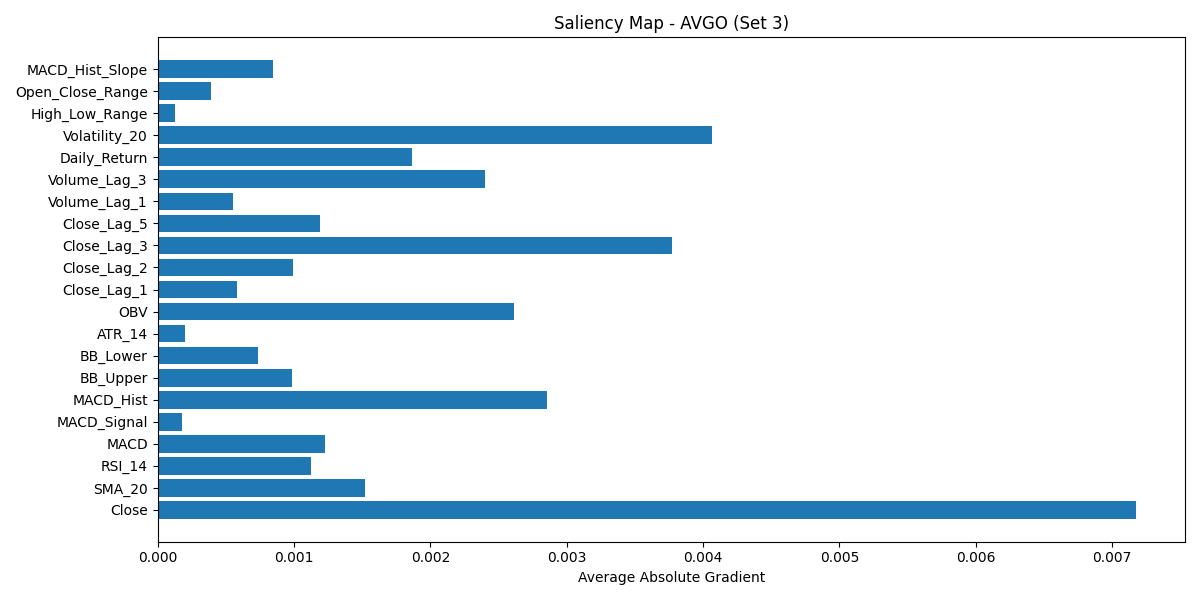 Saliency Map - AVGO (Set 3)
MACD_Hist_Slope
Open_Close_Range
High_Low_Range
Volatility_20
Daily_Return
Volume_Lag_3
Volume_Lag_1
Close_Lag_5
Close_Lag_3
Close_Lag_2
Close_Lag_1
OBV
ATR_14
BB_Lower
BB_Upper
MACD_Hist
MACD_Signal
MACD
RSI_14
SMA_20
Close
0.000 0.001 0.002 0.003 0.004 0.005 0.006 0.007
Average Absolute Gradient